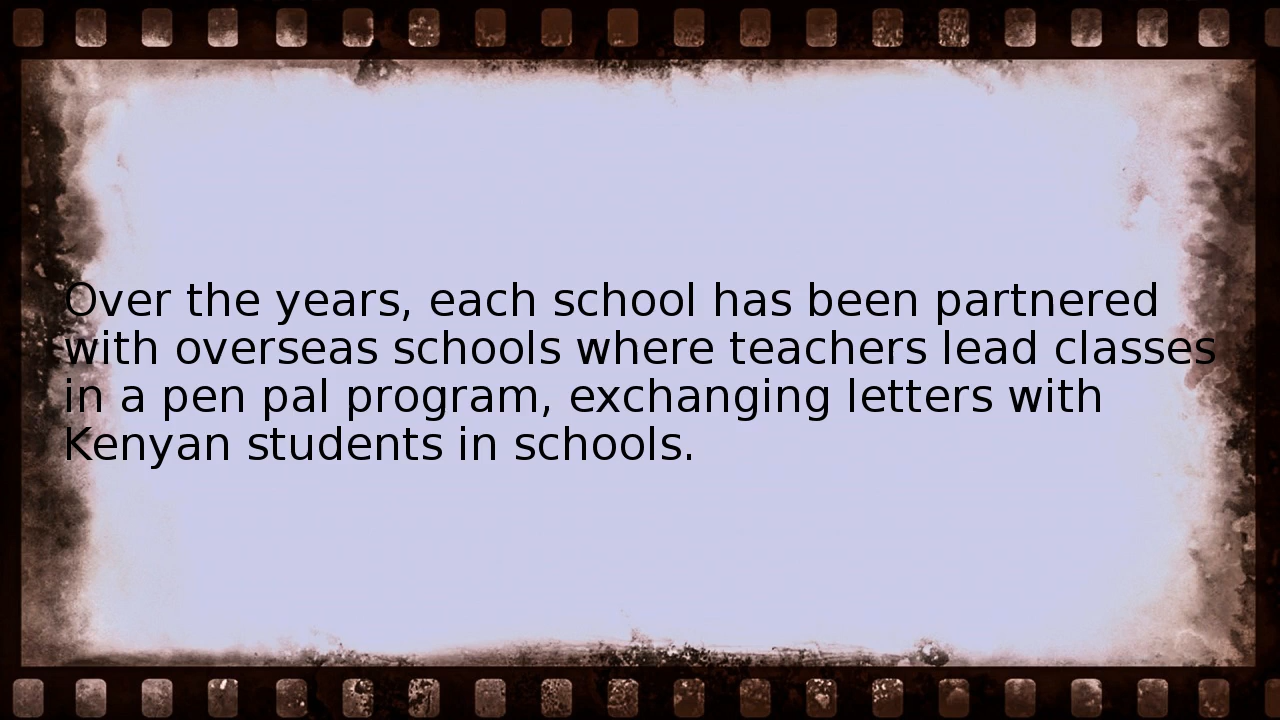 Over the years, each school has been partnered
with overseas schools where teachers lead classes
in a pen pal program, exchanging letters with
Kenyan students in schools.